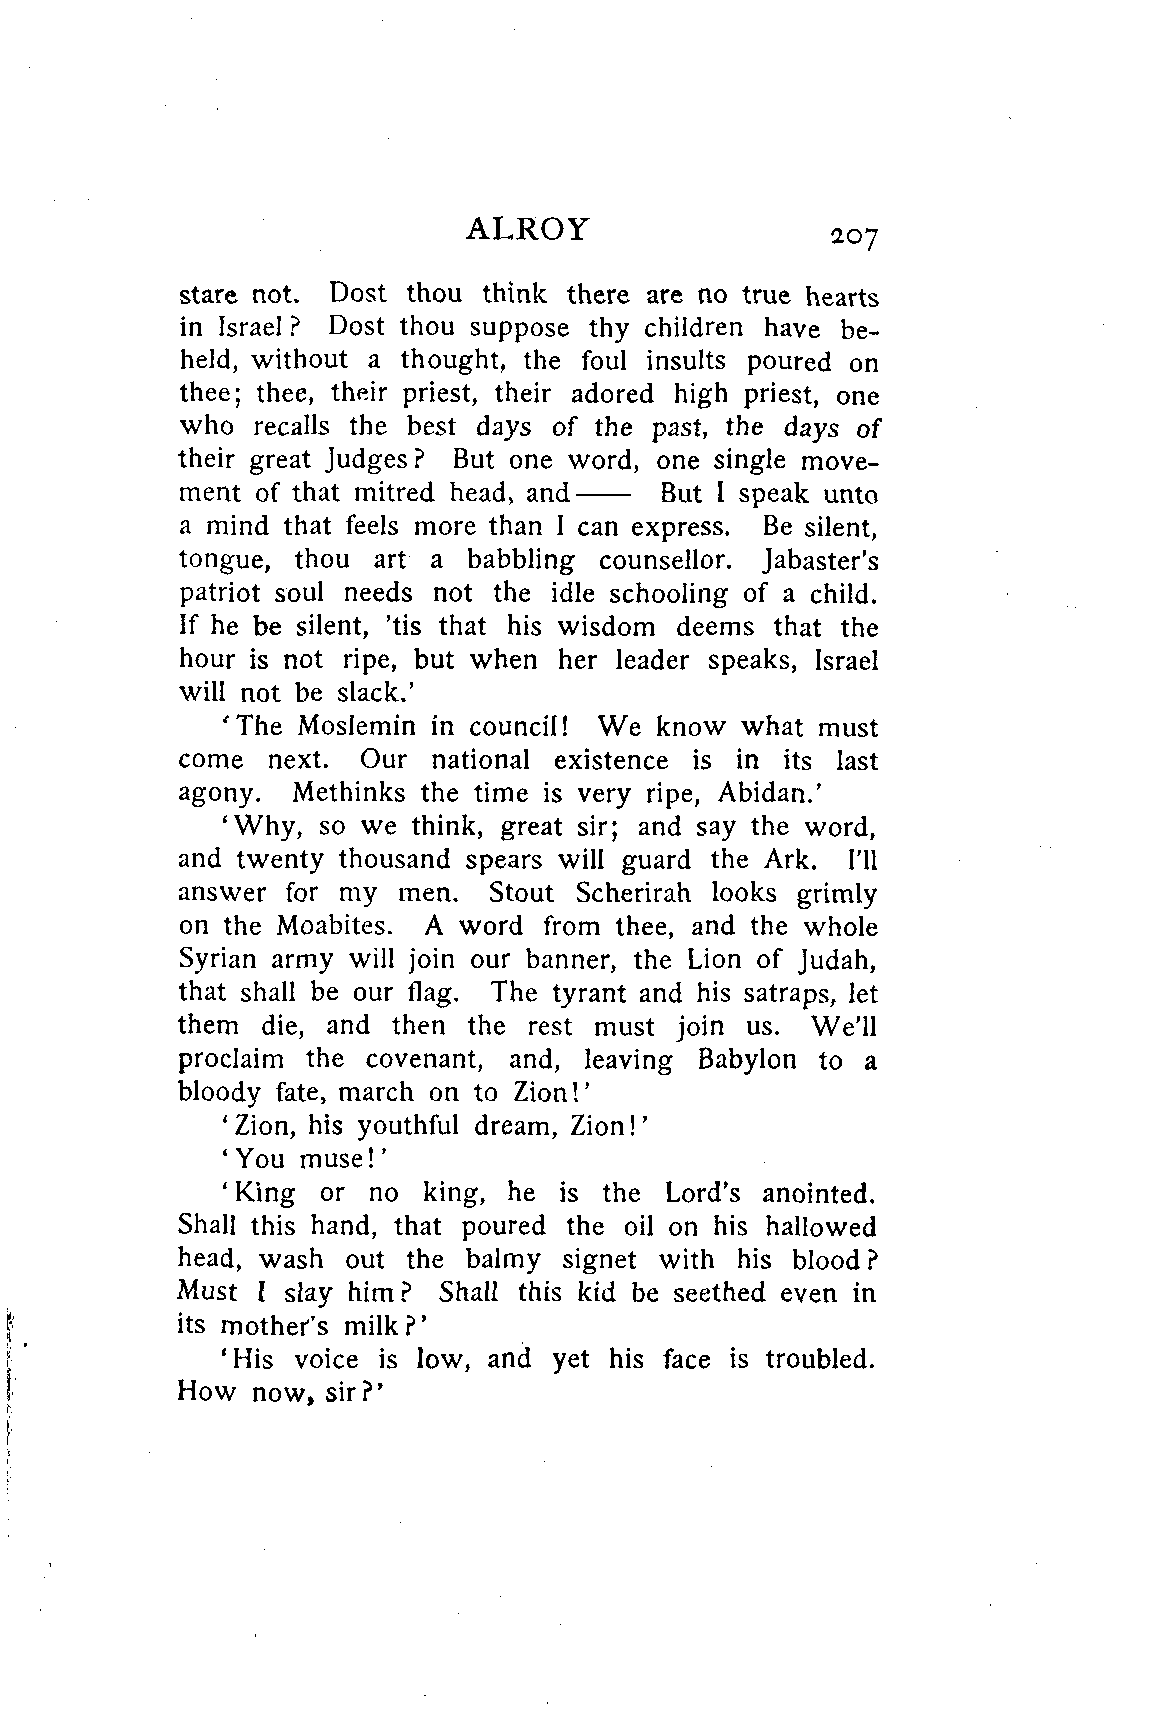 ALROY 207
stare not. Dost thou think there are no true hearts
in Israel? Dost thou suppose thy children have be-
held, without a thought, the foul insults poured on
thee; thee, their priest, their adored high priest, one
who recalls the best days of the past, the days of
their great Judges? But one word, one single move-
ment of that mitred head, and—— But I speak unto
a mind that feels more than I can express. Be silent,
tongue, thou art a babbling counsellor. Jabaster's
patriot soul needs not the idle schooling of a child.
If he be silent, 'tis that his wisdom deems that the
hour is not ripe, but when her leader speaks, Israel
will not be slack.'
'The Moslemin in council! We know what must
come next. Our national existence is in its last
agony. Methinks the time is very ripe, Abidan.'
'Why, so we think, great sir; and say the word,
and twenty thousand spears will guard the Ark. I'll
answer for my men. Stout Scherirah looks grimly
on the Moabites. A word from thee, and the whole
Syrian army will join our banner, the Lion of Judah,
that shall be our flag. The tyrant and his satraps, let
them die, and then the rest must join us. We'll
proclaim the covenant, and, leaving Babylon to a
bloody fate, march on to Zion!'
'Zion, his youthful dream, Zion!'
'You muse!'
'King or no king, he is the Lord's anointed.
Shall this hand, that poured the oil on his hallowed
head, wash out the balmy signet with his blood?
Must I slay him? Shall this kid be seethed even in
its mother's milk?'
'His voice is low, and yet his face is troubled.
How now, sir?'